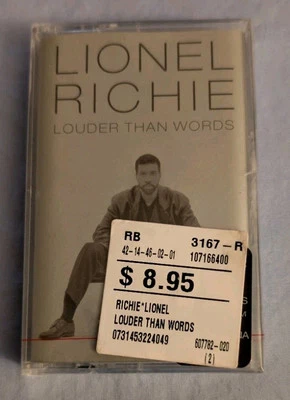 LIONEL
RICHIE
LOUDER THAN WORDS
RB 3167-R
42-14-46-02-01 107166400
$ 8.95
RICHIE*LIONEL
LOUDER THAN WORDS
0731453224049 607782-020
(2)